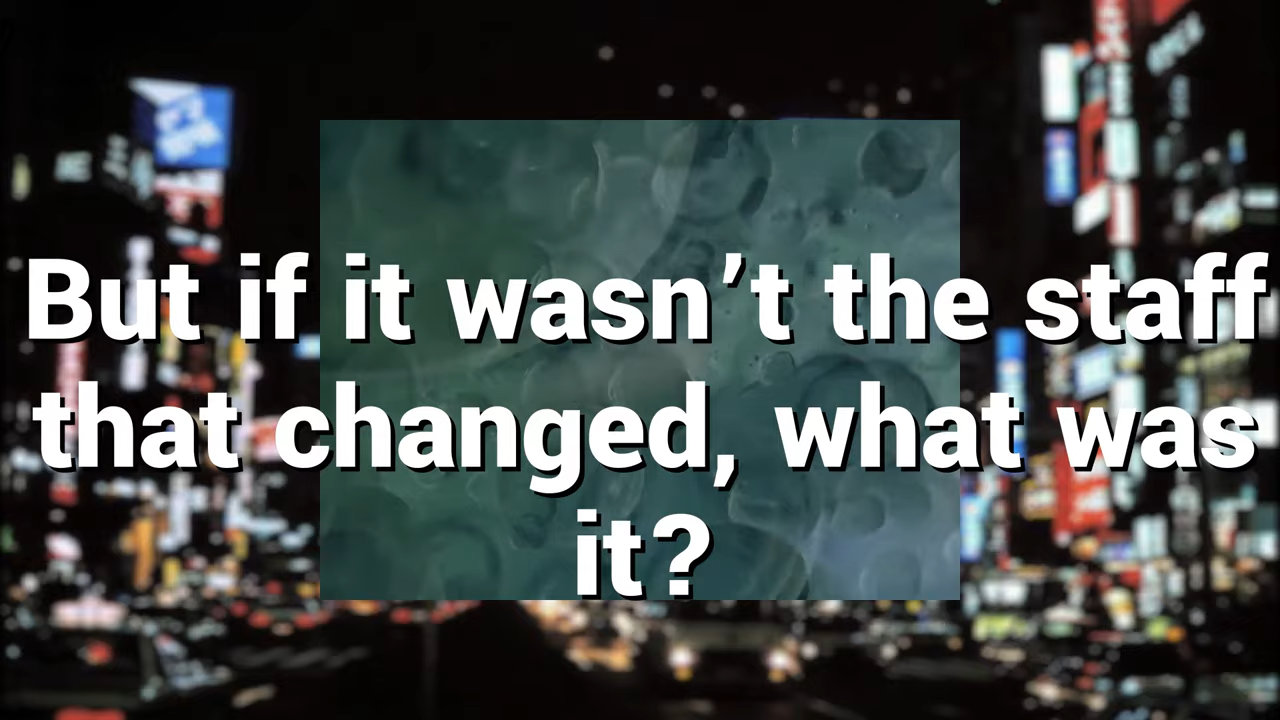 But if it wasn’t the staff
that changed, what was
it?